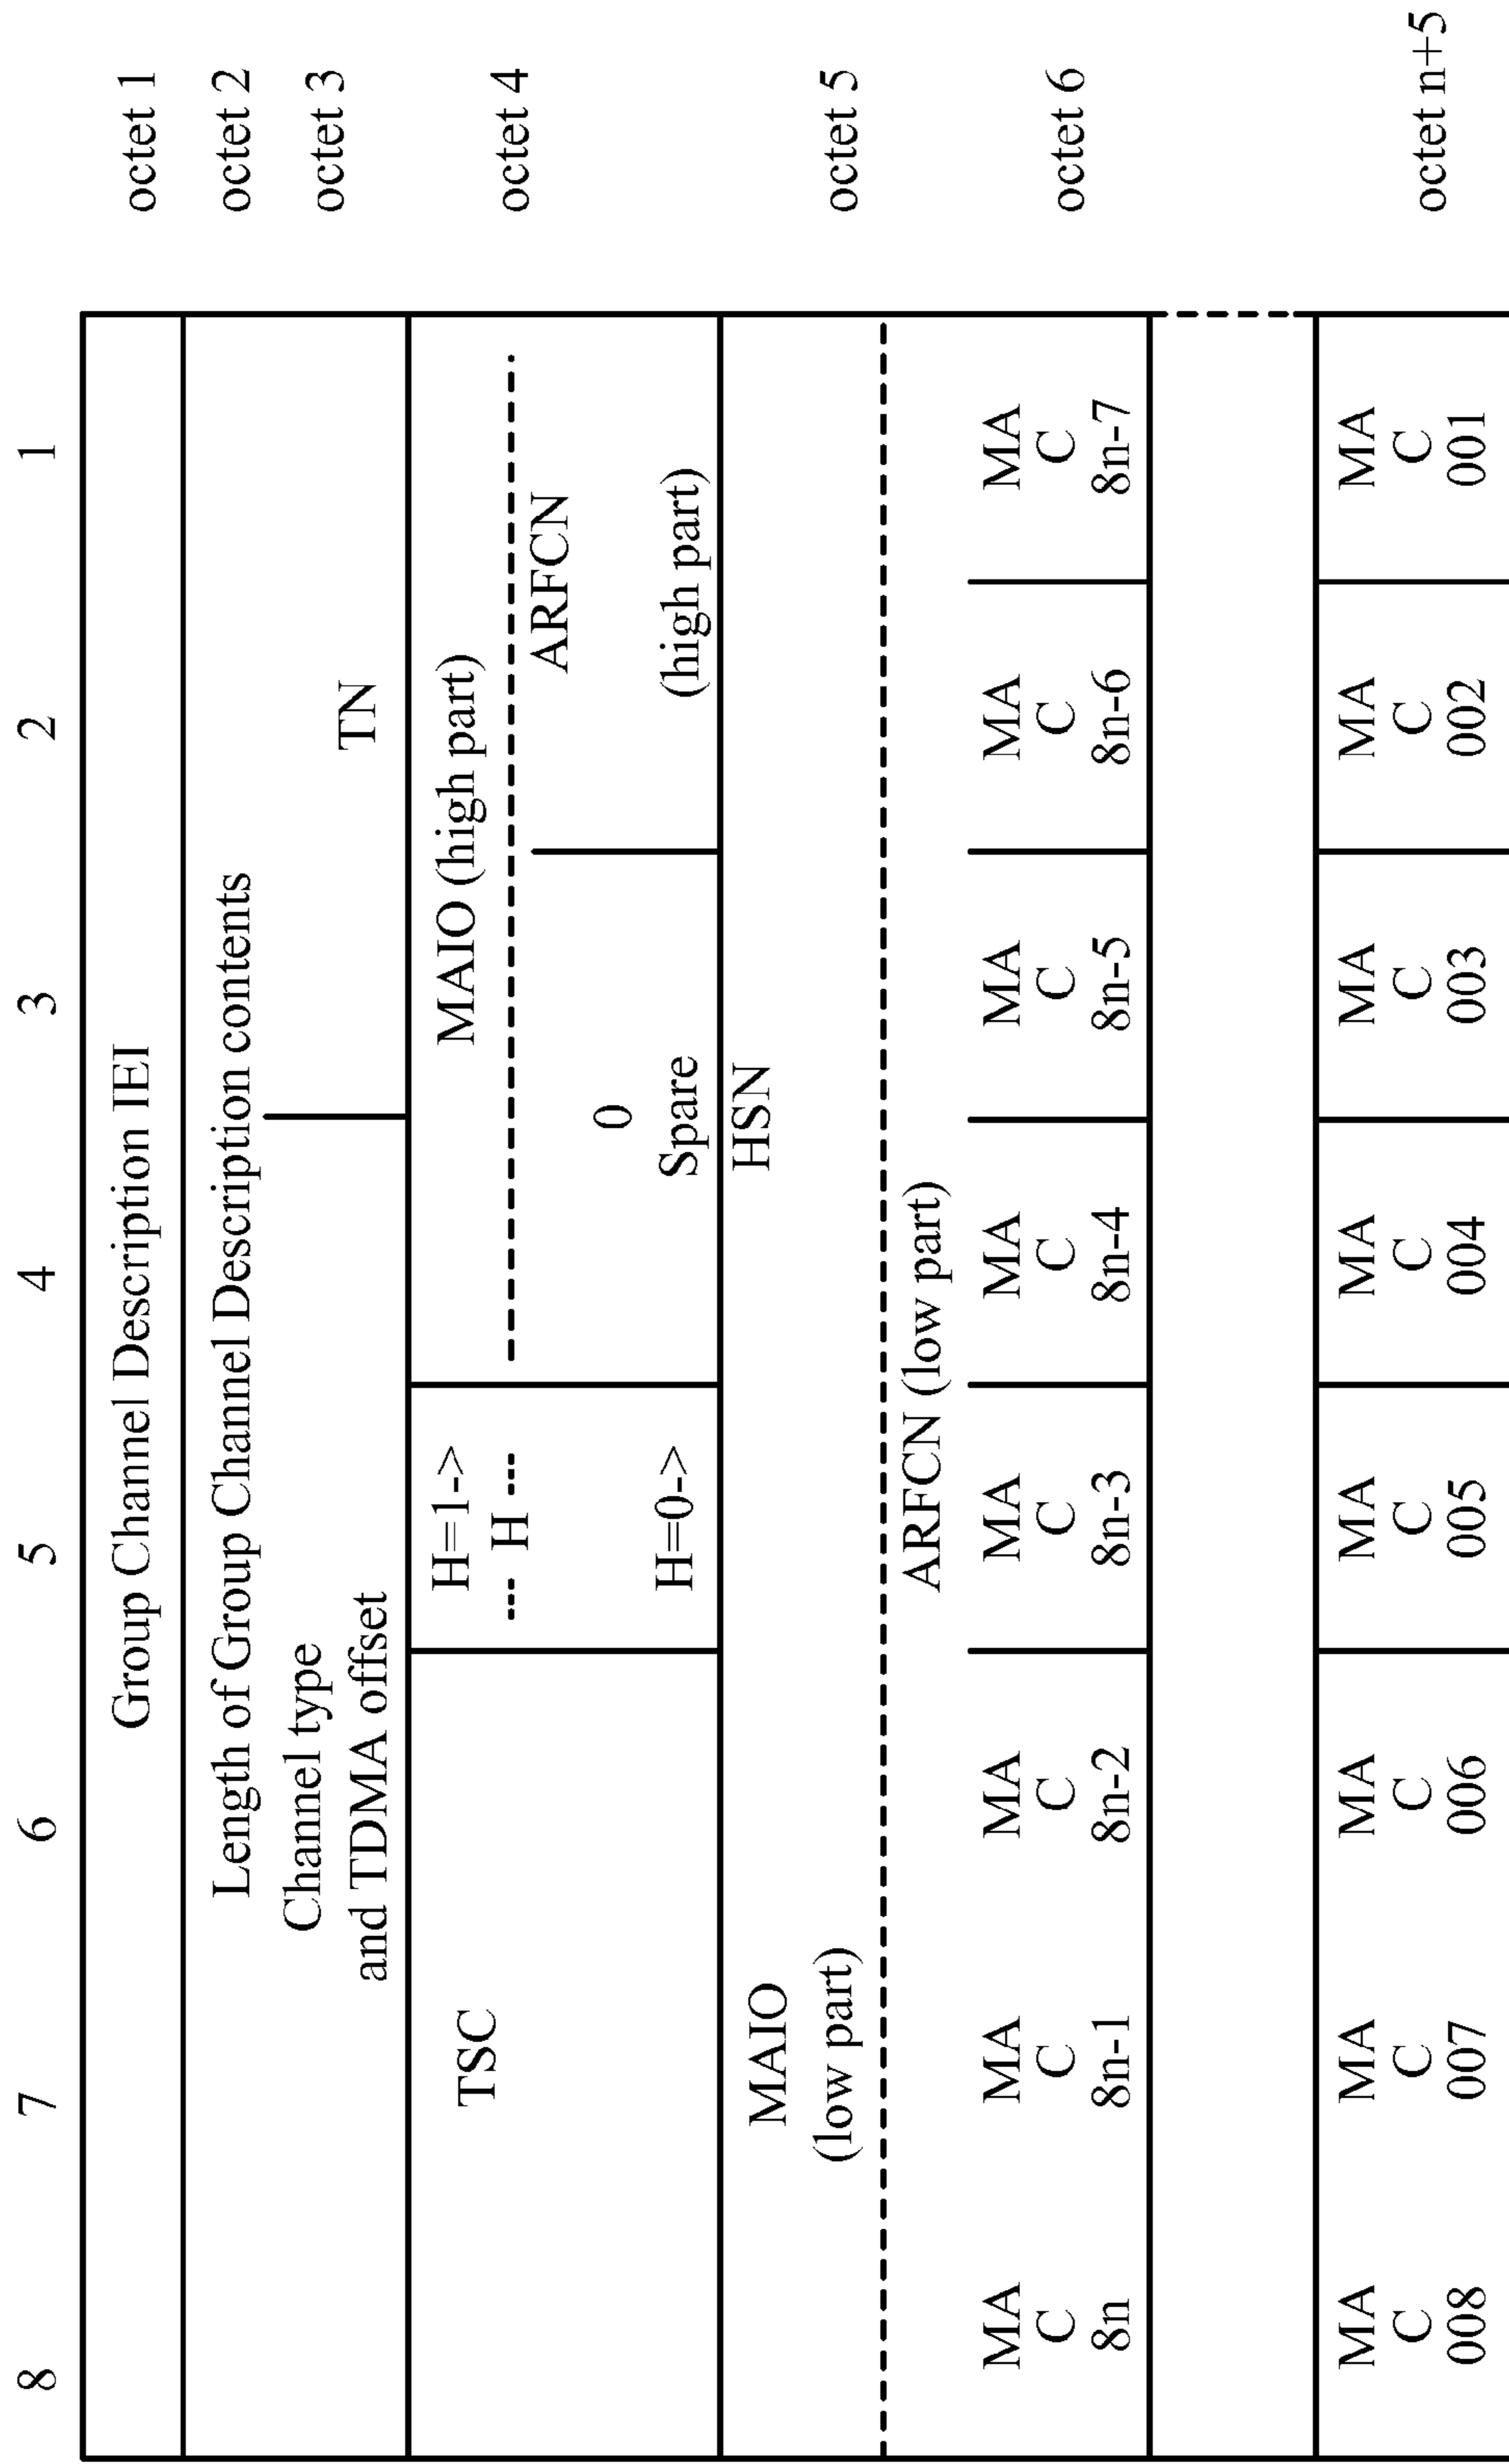 8 7 6 5 4 3 2 1
Group Channel Description IEI octet 1
Length of Group Channel Description contents octet 2
Channel type
and TDMA offset
TN
octet 3
TSC
H=1->
---- H ----
H=0->
MAIO (high part)
0
Spare
ARFCN
(high part)
octet 4
MAIO
(low part)
HSN
octet 5
ARFCN (low part)
MA MA MA MA MA MA MA MA
C C C C C C C C
8n 8n-1 8n-2 8n-3 8n-4 8n-5 8n-6 8n-7
octet 6
MA MA MA MA MA MA MA MA
C C C C C C C C
008 007 006 005 004 003 002 001
octet n+5